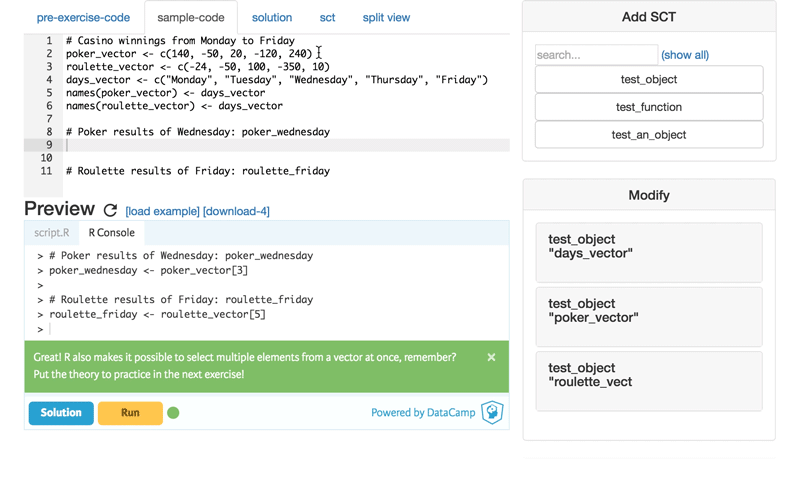 pre-exercise-code sample-code solution sct split view
1 # Casino winnings from Monday to Friday
2 poker_vector <- c(140, -50, 20, -120, 240)
3 roulette_vector <- c(-24, -50, 100, -350, 10)
4 days_vector <- c("Monday", "Tuesday", "Wednesday", "Thursday", "Friday")
5 names(poker_vector) <- days_vector
6 names(roulette_vector) <- days_vector
7
8 # Poker results of Wednesday: poker_wednesday
9
10
11 # Roulette results of Friday: roulette_friday
Preview [load example] [download-4]
script.R R Console
> # Poker results of Wednesday: poker_wednesday
> poker_wednesday <- poker_vector[3]
>
> # Roulette results of Friday: roulette_friday
> roulette_friday <- roulette_vector[5]
>
Great! R also makes it possible to select multiple elements from a vector at once, remember?
Put the theory to practice in the next exercise!
×
Solution Run Powered by DataCamp
Add SCT
search... (show all)
test_object
test_function
test_an_object
Modify
test_object
"days_vector"
test_object
"poker_vector"
test_object
"roulette_vect